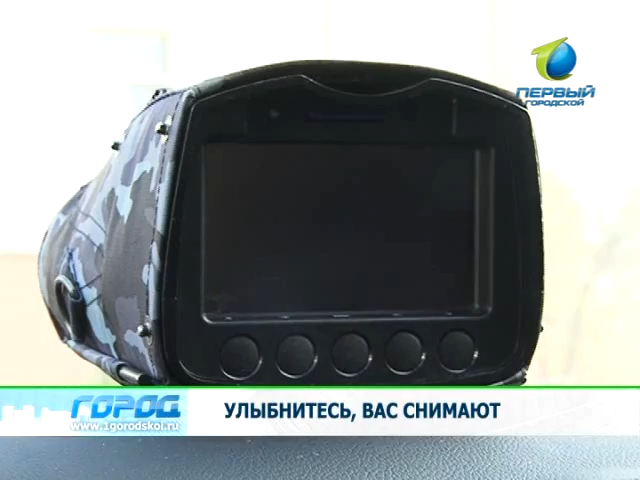 ПЕРВЫЙ
ГОРОДСКОЙ
ГОРОД
www.1gorodskoi.ru
УЛЫБНИТЕСЬ, ВАС СНИМАЮТ